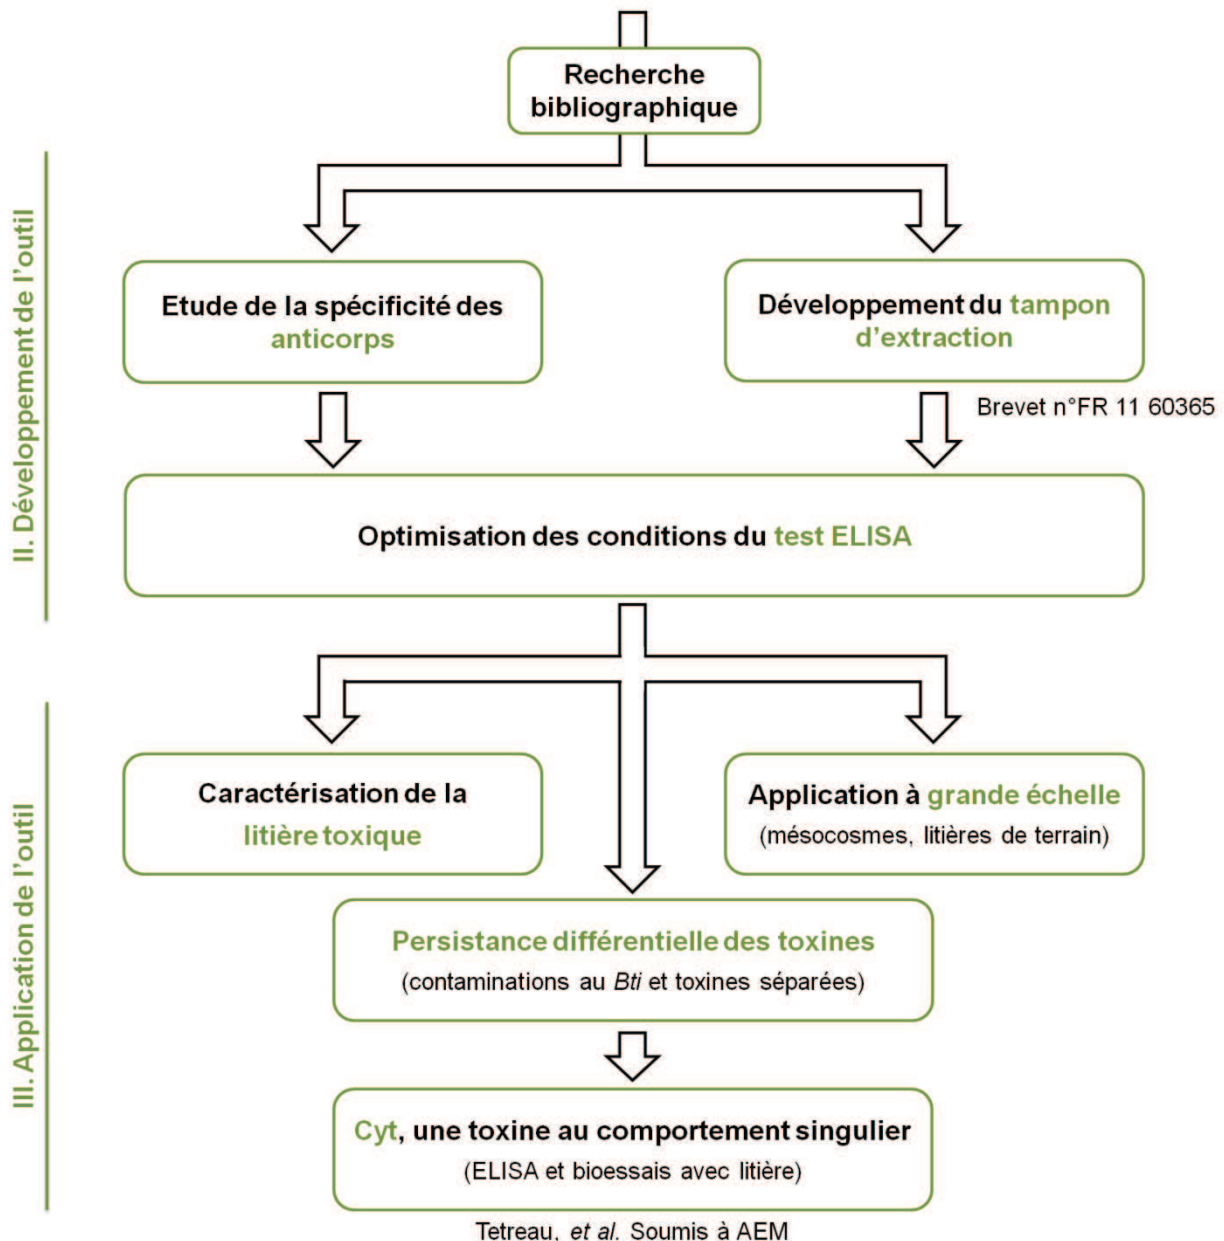 Recherche
bibliographique
II. Développement de l'outil
Etude de la spécificité des
anticorps
Développement du tampon
d'extraction
Brevet n°FR 11 60365
Optimisation des conditions du test ELISA
III. Application de l'outil
Caractérisation de la
litière toxique
Application à grande échelle
(mésocosmes, litières de terrain)
Persistance différentielle des toxines
(contaminations au Bti et toxines séparées)
Cyt, une toxine au comportement singulier
(ELISA et bioessais avec litière)
Tetreau, et al. Soumis à AEM